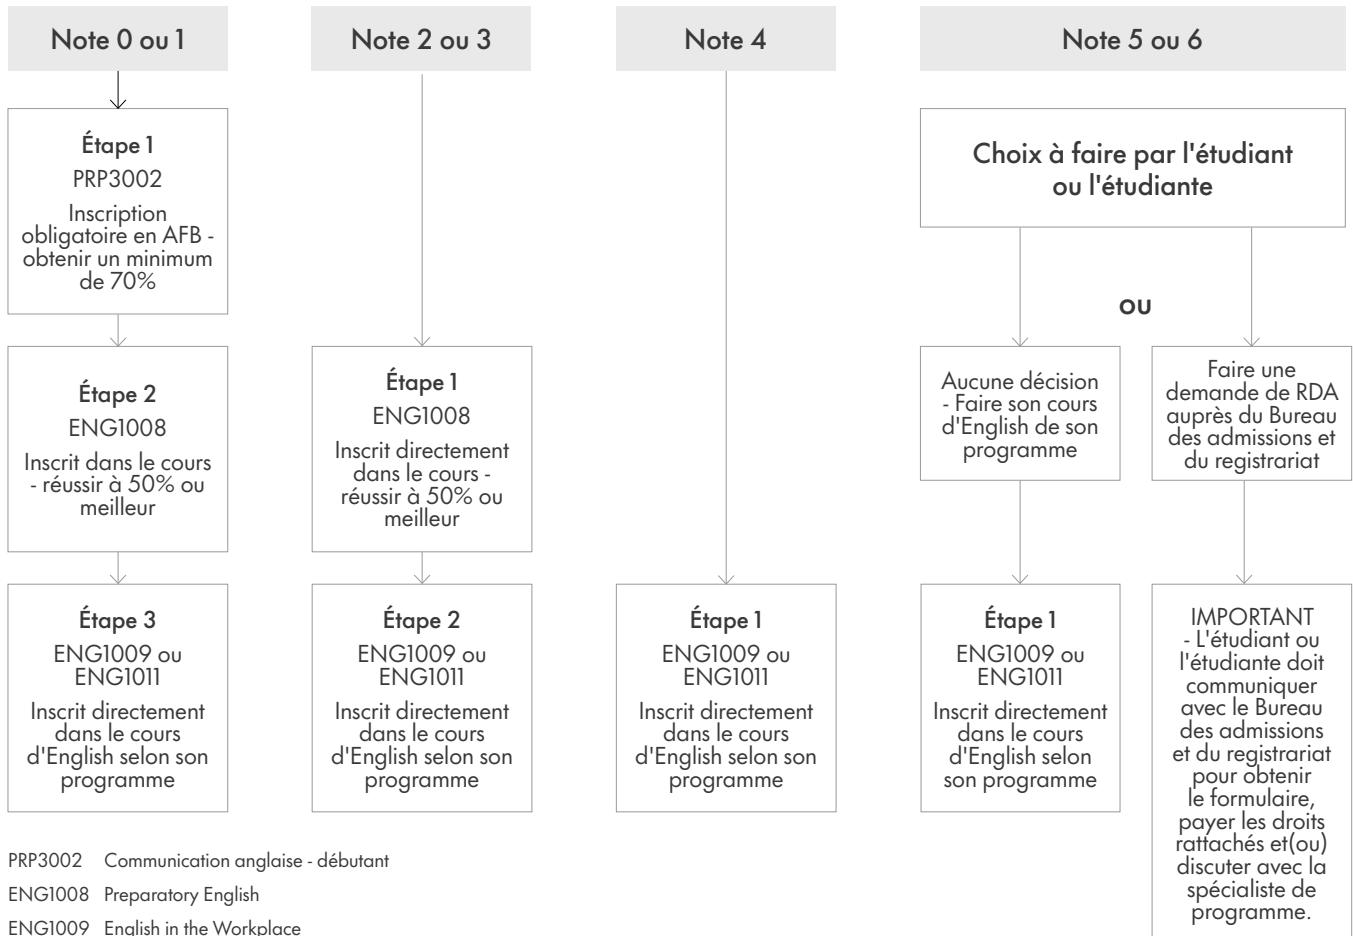 Note 0 ou 1
Étape 1
PRP3002
Inscription
obligatoire en AFB -
obtenir un minimum
de 70%
Étape 2
ENG1008
Inscrit dans le cours
- réussir à 50% ou
meilleur
Étape 3
ENG1009 ou
ENG1011
Inscrit directement
dans le cours
d'English selon son
programme
Note 2 ou 3
Étape 1
ENG1008
Inscrit directement
dans le cours -
réussir à 50% ou
meilleur
Étape 2
ENG1009 ou
ENG1011
Inscrit directement
dans le cours
d'English selon son
programme
Note 4
Étape 1
ENG1009 ou
ENG1011
Inscrit directement
dans le cours
d'English selon son
programme
Note 5 ou 6
Choix à faire par l'étudiant
ou l'étudiante
ou
Aucune décision
- Faire son cours
d'English de son
programme
Étape 1
ENG1009 ou
ENG1011
Inscrit directement
dans le cours
d'English selon
son programme
Faire une
demande de RDA
auprès du Bureau
des admissions et
du registrariat
IMPORTANT
- L'étudiant ou
l'étudiante doit
communiquer
avec le Bureau
des admissions
et du registrariat
pour obtenir
le formulaire,
payer les droits
rattachés et(ou)
discuter avec la
spécialiste de
programme.
PRP3002 Communication anglaise - débutant
ENG1008 Preparatory English
ENG1009 English in the Workplace